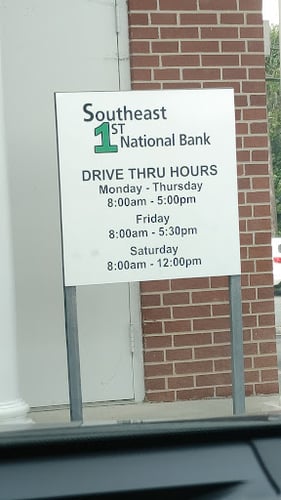 Southeast
1ST
National Bank
DRIVE THRU HOURS
Monday - Thursday
8:00am - 5:00pm
Friday
8:00am - 5:30pm
Saturday
8:00am - 12:00pm